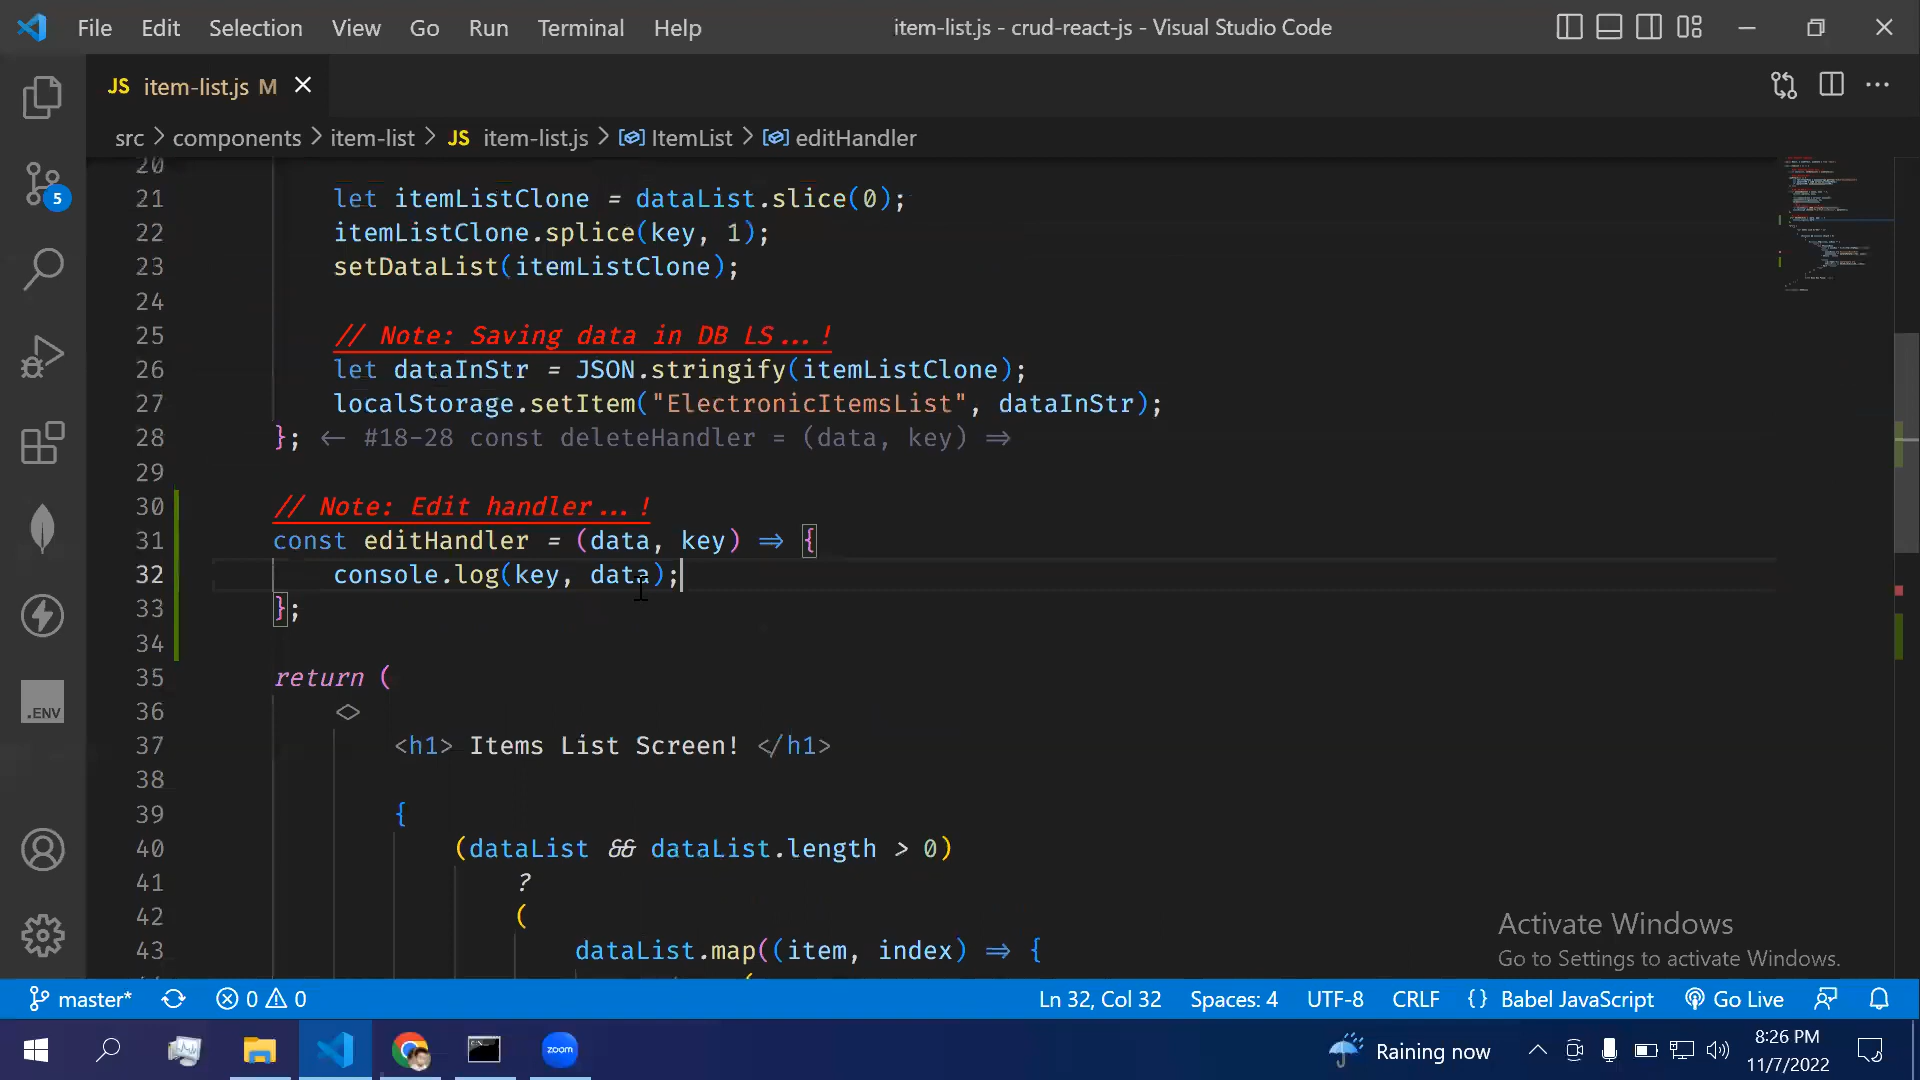 File Edit Selection View Go Run Terminal Help
item-list.js - crud-react-js - Visual Studio Code
JS item-list.js M
src > components > item-list > JS item-list.js > ItemList > editHandler
20
21 let itemListClone = dataList.slice(0);
22 itemListClone.splice(key, 1);
23 setDataList(itemListClone);
24
25 // Note: Saving data in DB LS...!
26 let dataInStr = JSON.stringify(itemListClone);
27 localStorage.setItem("ElectronicItemsList", dataInStr);
28 }; ← #18-28 const deleteHandler = (data, key) ⇒
29
30 // Note: Edit handler...!
31 const editHandler = (data, key) ⇒ {
32 console.log(key, data);
33 };
34
35 return (
36 <>
37 <h1> Items List Screen! </h1>
38
39 {
40 (dataList && dataList.length > 0)
41 ?
42 (
43 dataList.map((item, index) ⇒ {
5
.ENV
Activate Windows
Go to Settings to activate Windows.
master* 0 0 Ln 32, Col 32 Spaces: 4 UTF-8 CRLF {} Babel JavaScript Go Live
zoom
Raining now
8:26 PM
11/7/2022